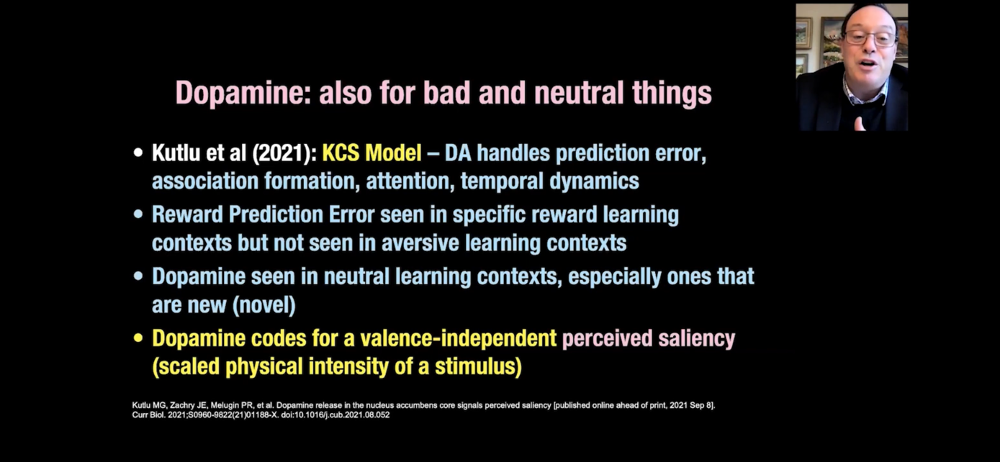 Dopamine: also for bad and neutral things
• Kutlu et al (2021): KCS Model – DA handles prediction error,
association formation, attention, temporal dynamics
• Reward Prediction Error seen in specific reward learning
contexts but not seen in aversive learning contexts
• Dopamine seen in neutral learning contexts, especially ones that
are new (novel)
• Dopamine codes for a valence-independent perceived saliency
(scaled physical intensity of a stimulus)
Kutlu MG, Zachry JE, Melugin PR, et al. Dopamine release in the nucleus accumbens core signals perceived saliency [published online ahead of print, 2021 Sep 8].
Curr Biol. 2021;S0960-9822(21)01188-X. doi:10.1016/j.cub.2021.08.052